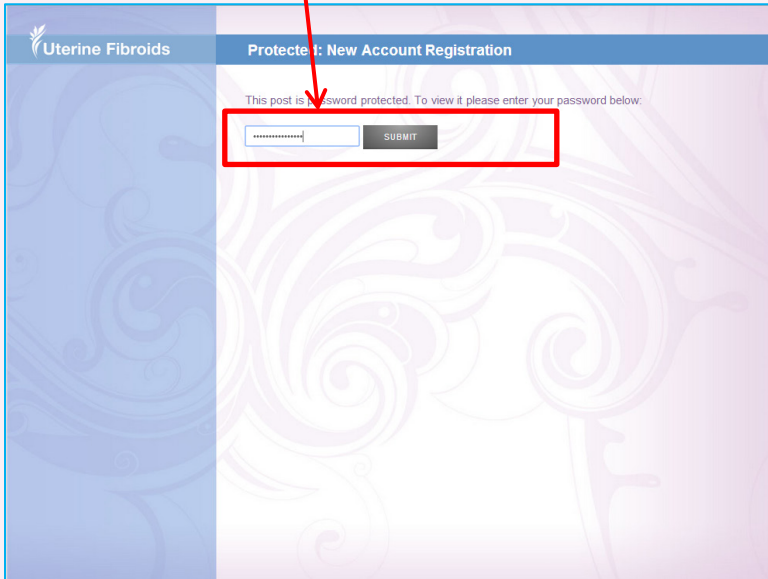 Uterine Fibroids
Protected: New Account Registration
This post is password protected. To view it please enter your password below:
SUBMIT